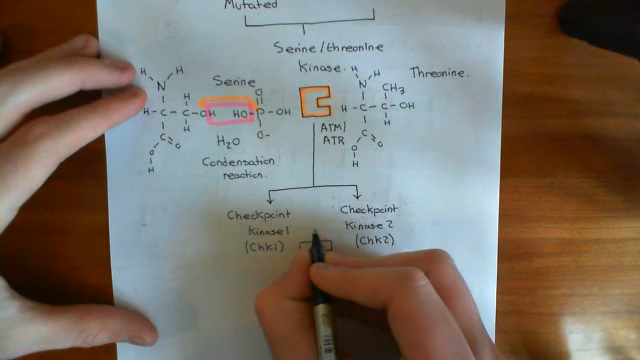 Mutated
Serine/threonine
Kinase.
Serine
Threonine.
H H
N
H
H-C-C-OH HO-P-OH
H
O
O-
C
O
O
H
H2O
Condensation
reaction.
H H
N
CH3
H-C-C-OH
H
C
O
O
H
ATM/
ATR
Checkpoint
Kinase 1
(Chk1)
Checkpoint
Kinase 2
(Chk2)